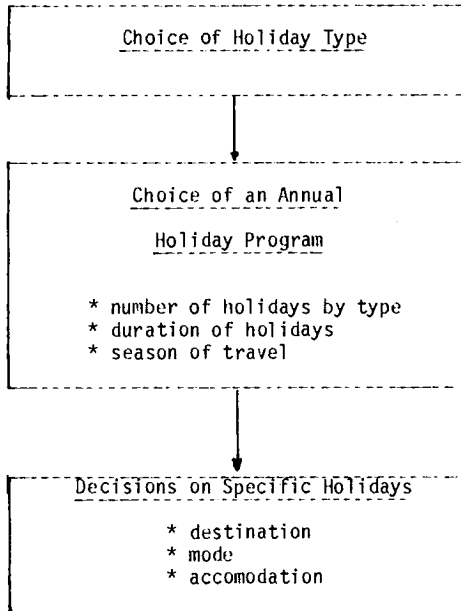 Choice of Holiday Type
Choice of an Annual
Holiday Program
* number of holidays by type
* duration of holidays
* season of travel
Decisions on Specific Holidays
* destination
* mode
* accomodation